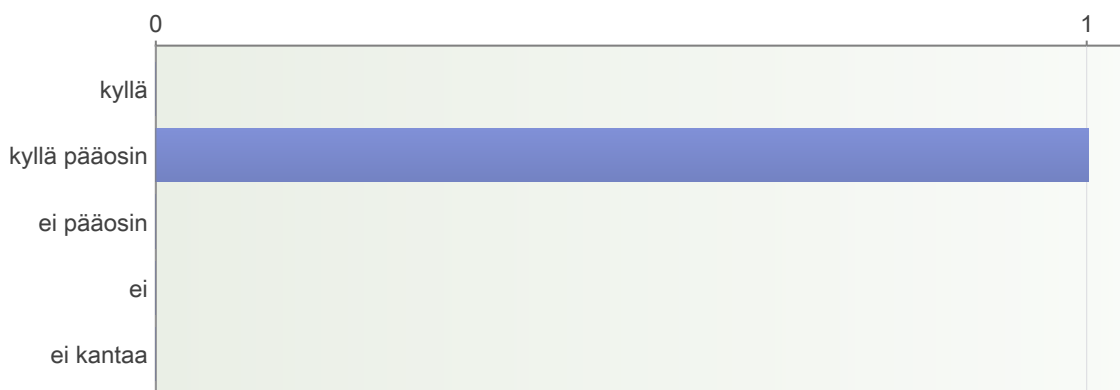 0 1
kyllä
kyllä pääosin
ei pääosin
ei
ei kantaa